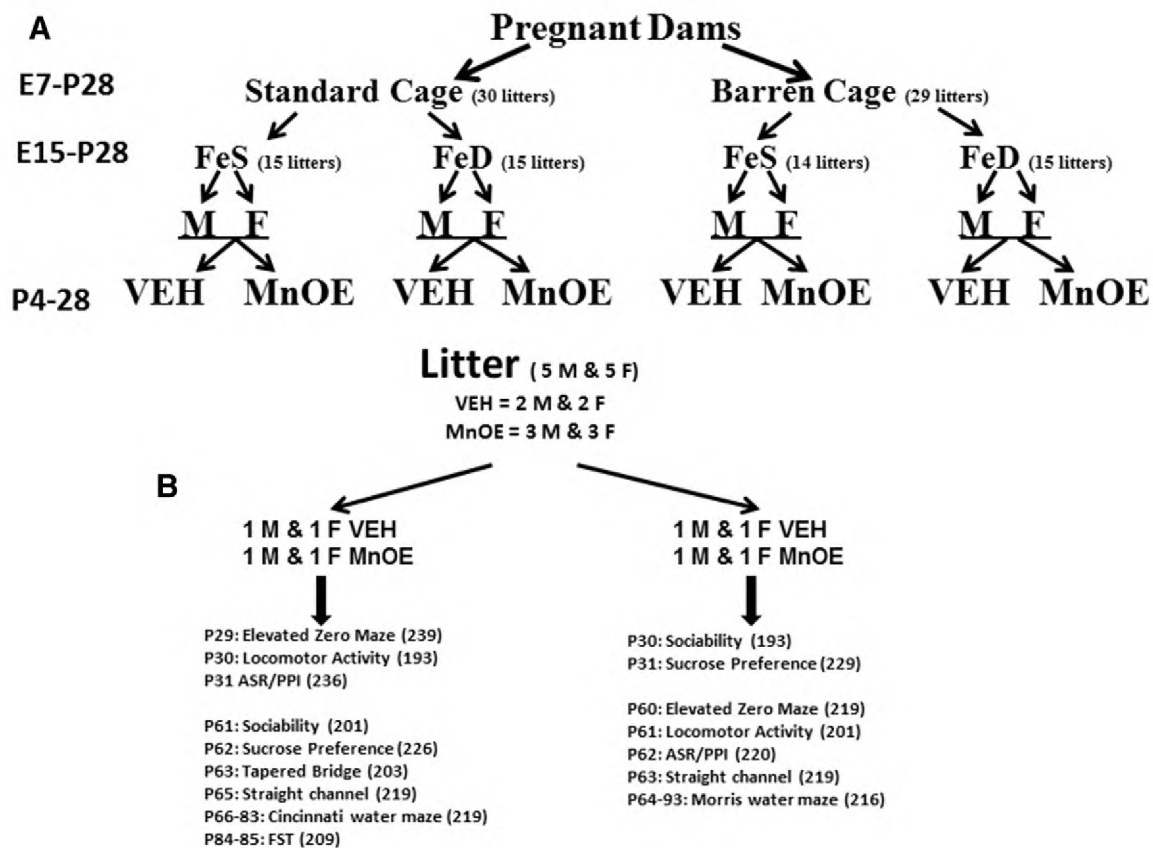 A
Pregnant Dams
E7-P28
Standard Cage (30 litters)
Barren Cage (29 litters)
E15-P28
FeS (15 litters)
FeD (15 litters)
FeS (14 litters)
FeD (15 litters)
M F
M F
M F
M F
P4-28
VEH MnOE
VEH MnOE
VEH MnOE
VEH MnOE
Litter ( 5 M & 5 F)
VEH = 2 M & 2 F
MnOE = 3 M & 3 F
B
1 M & 1 F VEH
1 M & 1 F MnOE
P29: Elevated Zero Maze (239)
P30: Locomotor Activity (193)
P31 ASR/PPI (236)
P61: Sociability (201)
P62: Sucrose Preference (226)
P63: Tapered Bridge (203)
P65: Straight channel (219)
P66-83: Cincinnati water maze (219)
P84-85: FST (209)
1 M & 1 F VEH
1 M & 1 F MnOE
P30: Sociability (193)
P31: Sucrose Preference (229)
P60: Elevated Zero Maze (219)
P61: Locomotor Activity (201)
P62: ASR/PPI (220)
P63: Straight channel (219)
P64-93: Morris water maze (216)